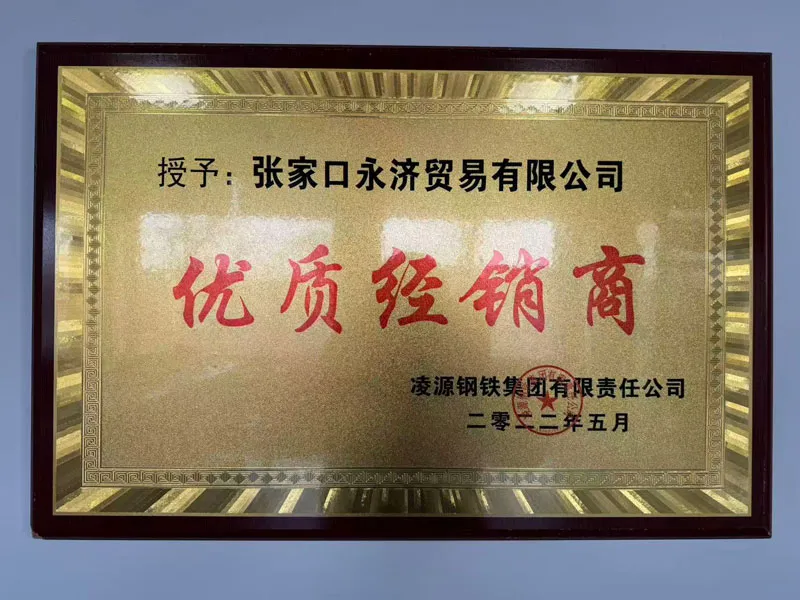 授予：张家口永济贸易有限公司
优质经销商
凌源钢铁集团有限责任公司
二零二二年五月